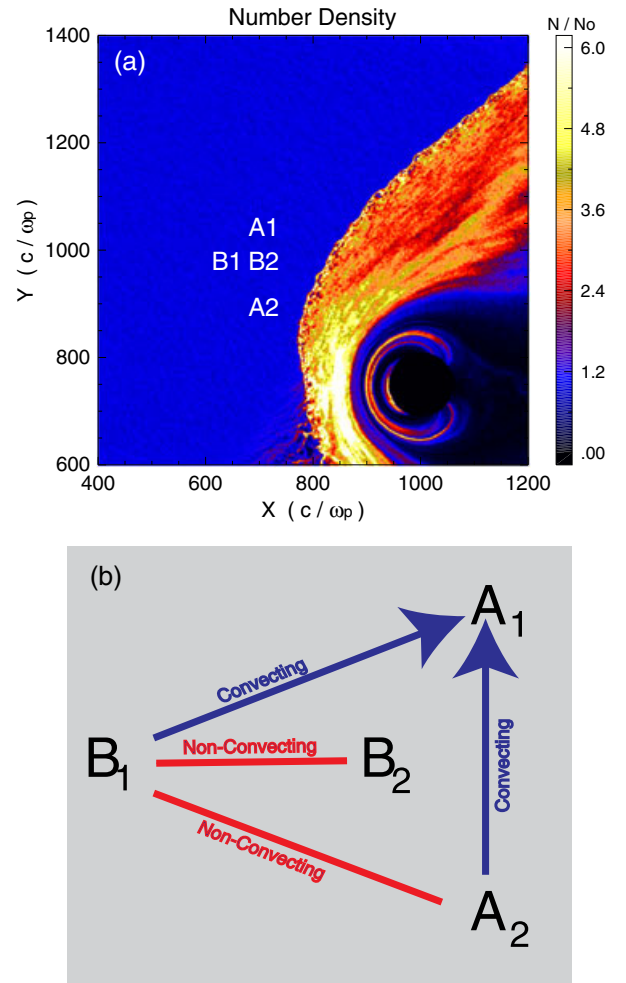 Number Density
N / No
(a)
1400
1200
1000
800
600
Y ( c / ωp )
A1
B1 B2
A2
6.0
4.8
3.6
2.4
1.2
.00
400 600 800 1000 1200
X ( c / ωp )
(b)
A1
Convecting
Non-Convecting
B1
B2
Convecting
Non-Convecting
A2